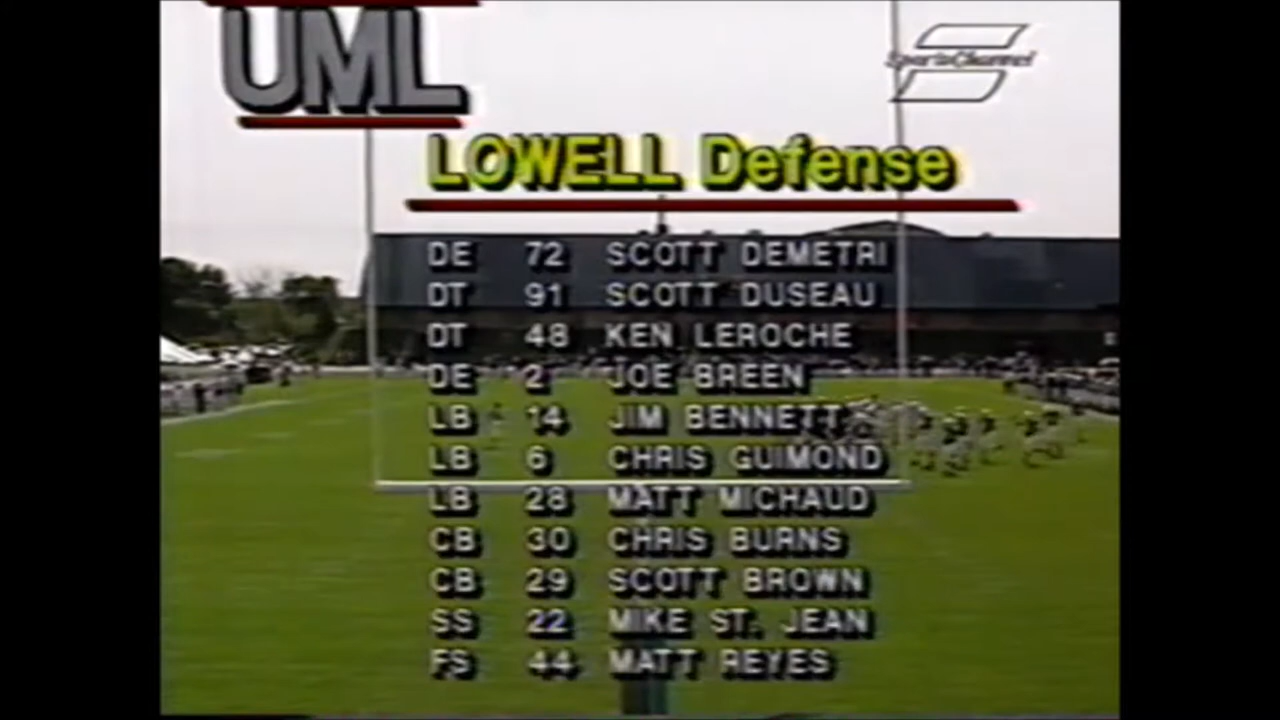 UML
SportsChannel
LOWELL Defense
DE 72 SCOTT DEMETRI
DT 91 SCOTT DUSEAU
DT 48 KEN LEROCHE
DE 2 JOE BREEN
LB 14 JIM BENNETT
LB 6 CHRIS GUIMOND
LB 28 MATT MICHAUD
CB 30 CHRIS BURNS
CB 29 SCOTT BROWN
SS 22 MIKE ST. JEAN
FS 44 MATT REYES